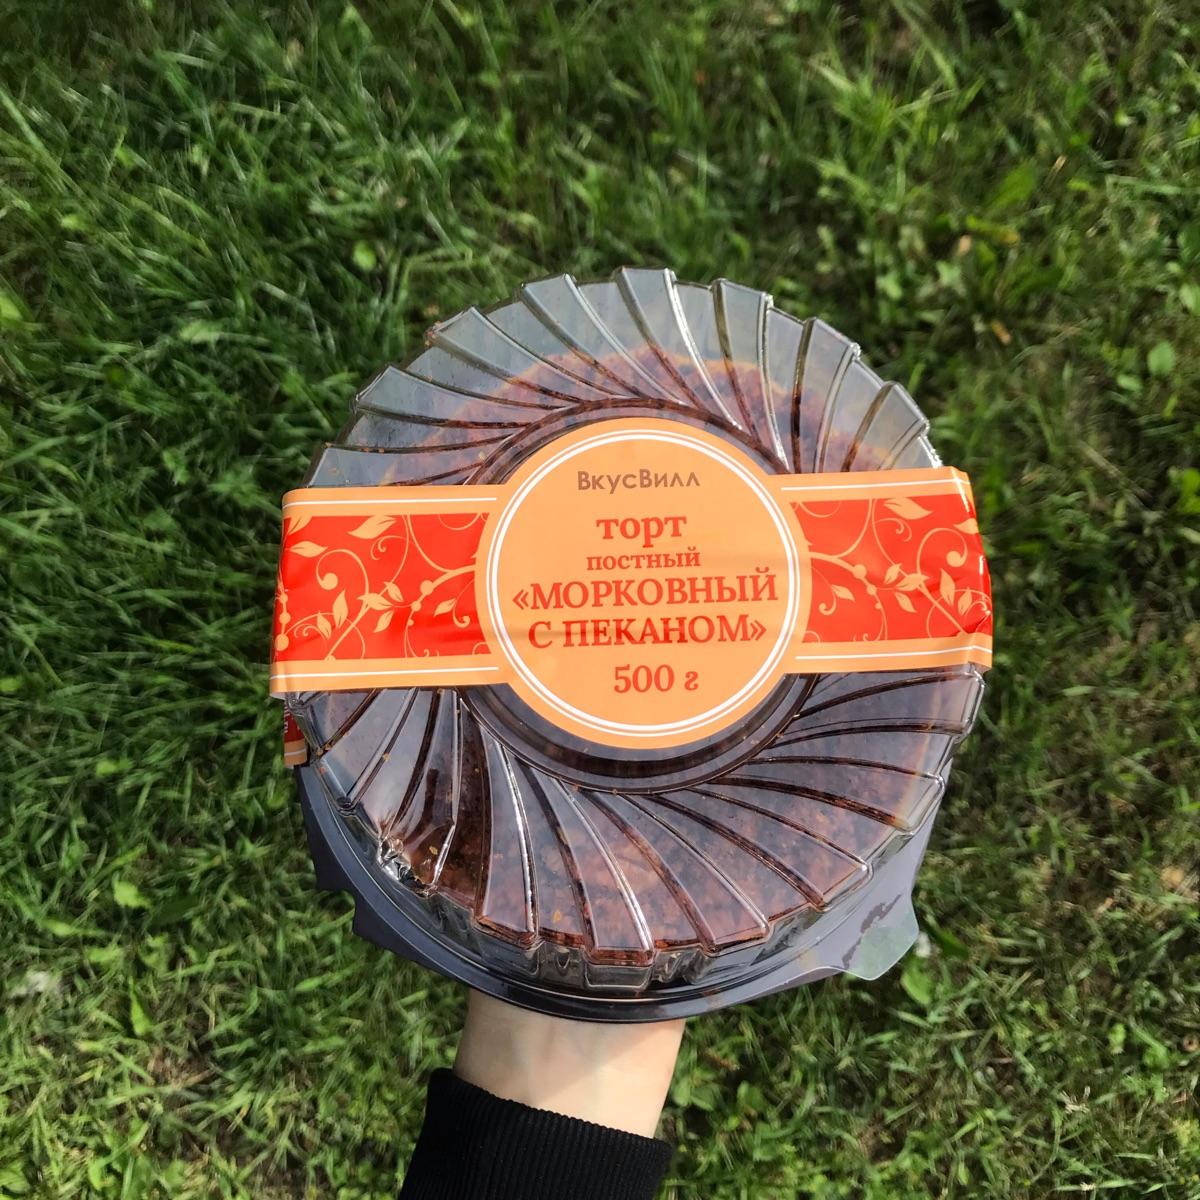 ВкусВилл
торт
постный
«МОРКОВНЫЙ
С ПЕКАНОМ»
500 г